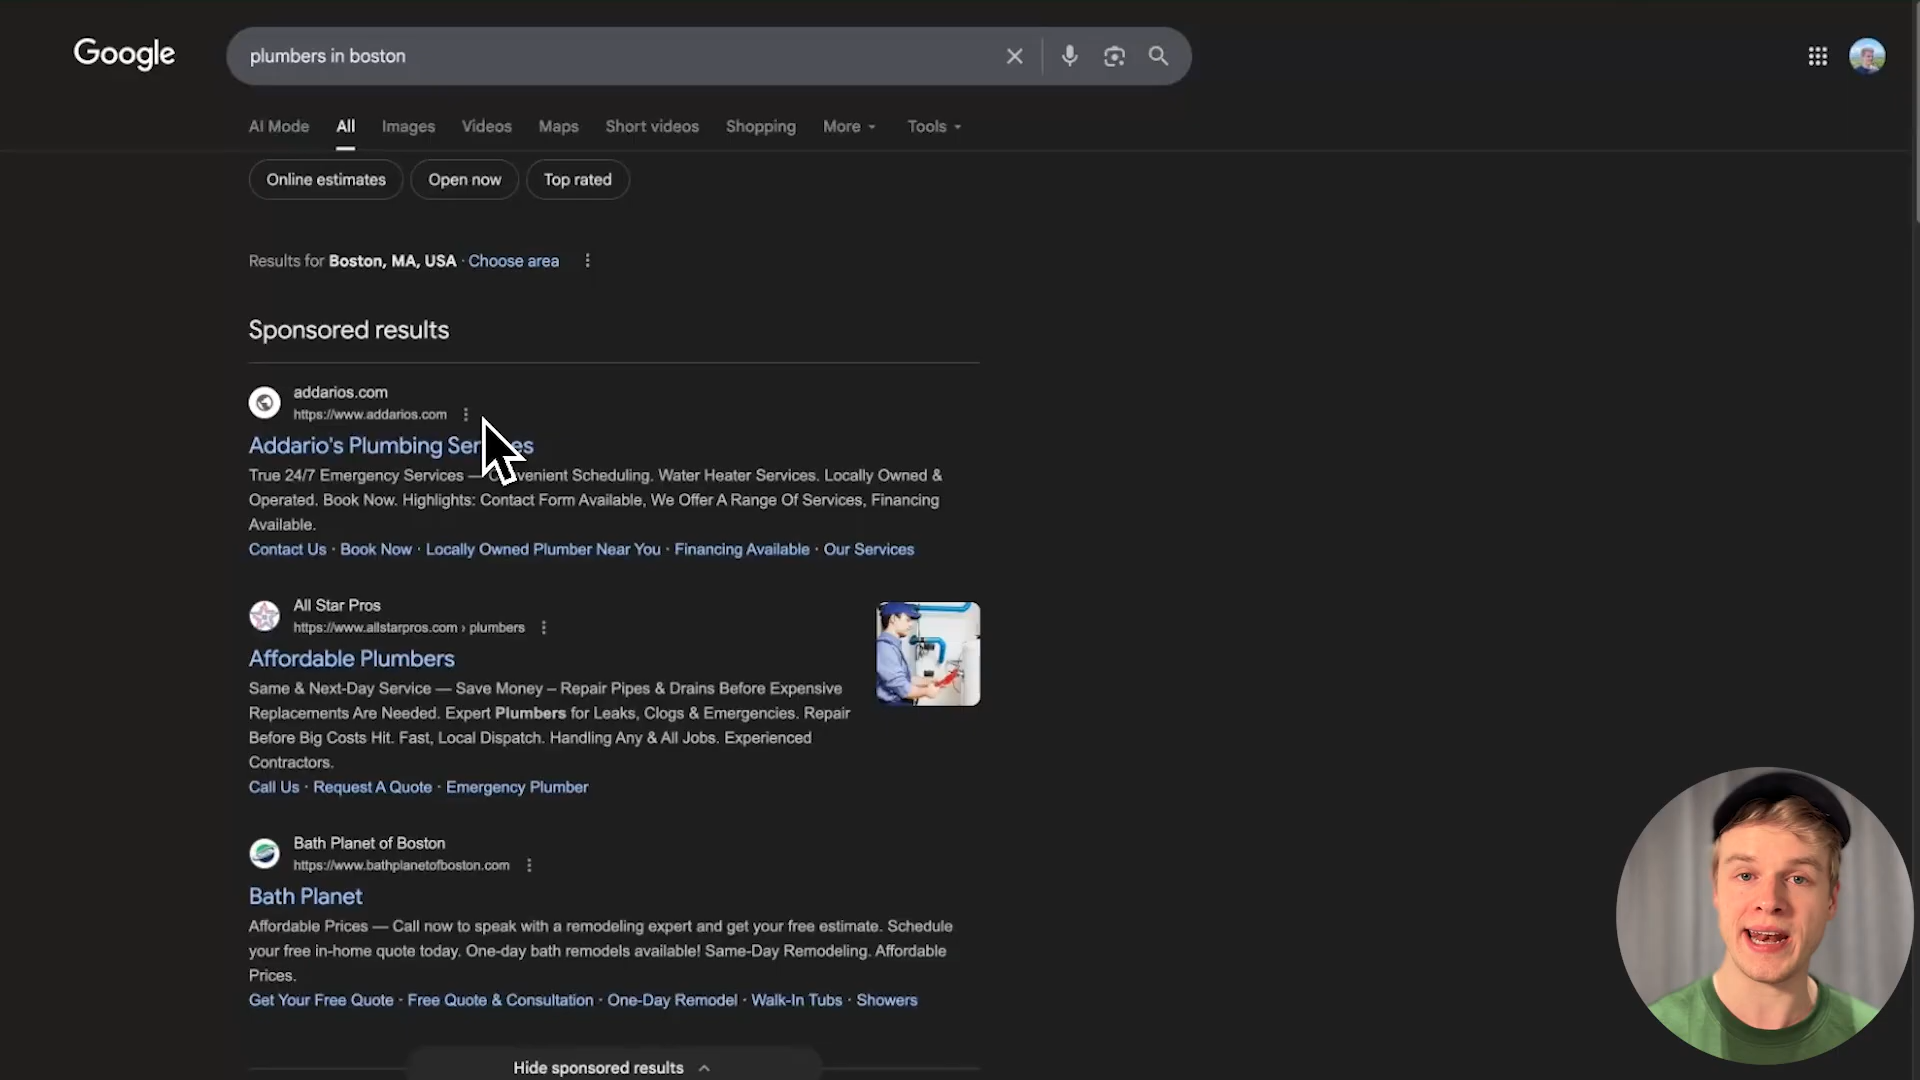 Google
plumbers in boston
AI Mode
All
Images
Videos
Maps
Short videos
Shopping
More
Tools
Online estimates
Open now
Top rated
Results for Boston, MA, USA · Choose area
Sponsored results
addarios.com
https://www.addarios.com
Addario's Plumbing Ser es
True 24/7 Emergency Services — venient Scheduling. Water Heater Services. Locally Owned &
Operated. Book Now. Highlights: Contact Form Available, We Offer A Range Of Services, Financing
Available.
Contact Us · Book Now · Locally Owned Plumber Near You · Financing Available · Our Services
All Star Pros
https://www.allstarpros.com › plumbers
Affordable Plumbers
Same & Next-Day Service — Save Money – Repair Pipes & Drains Before Expensive
Replacements Are Needed. Expert Plumbers for Leaks, Clogs & Emergencies. Repair
Before Big Costs Hit. Fast, Local Dispatch. Handling Any & All Jobs. Experienced
Contractors.
Call Us · Request A Quote · Emergency Plumber
Bath Planet of Boston
https://www.bathplanetofboston.com
Bath Planet
Affordable Prices — Call now to speak with a remodeling expert and get your free estimate. Schedule
your free in-home quote today. One-day bath remodels available! Same-Day Remodeling. Affordable
Prices.
Get Your Free Quote · Free Quote & Consultation · One-Day Remodel · Walk-In Tubs · Showers
Hide sponsored results